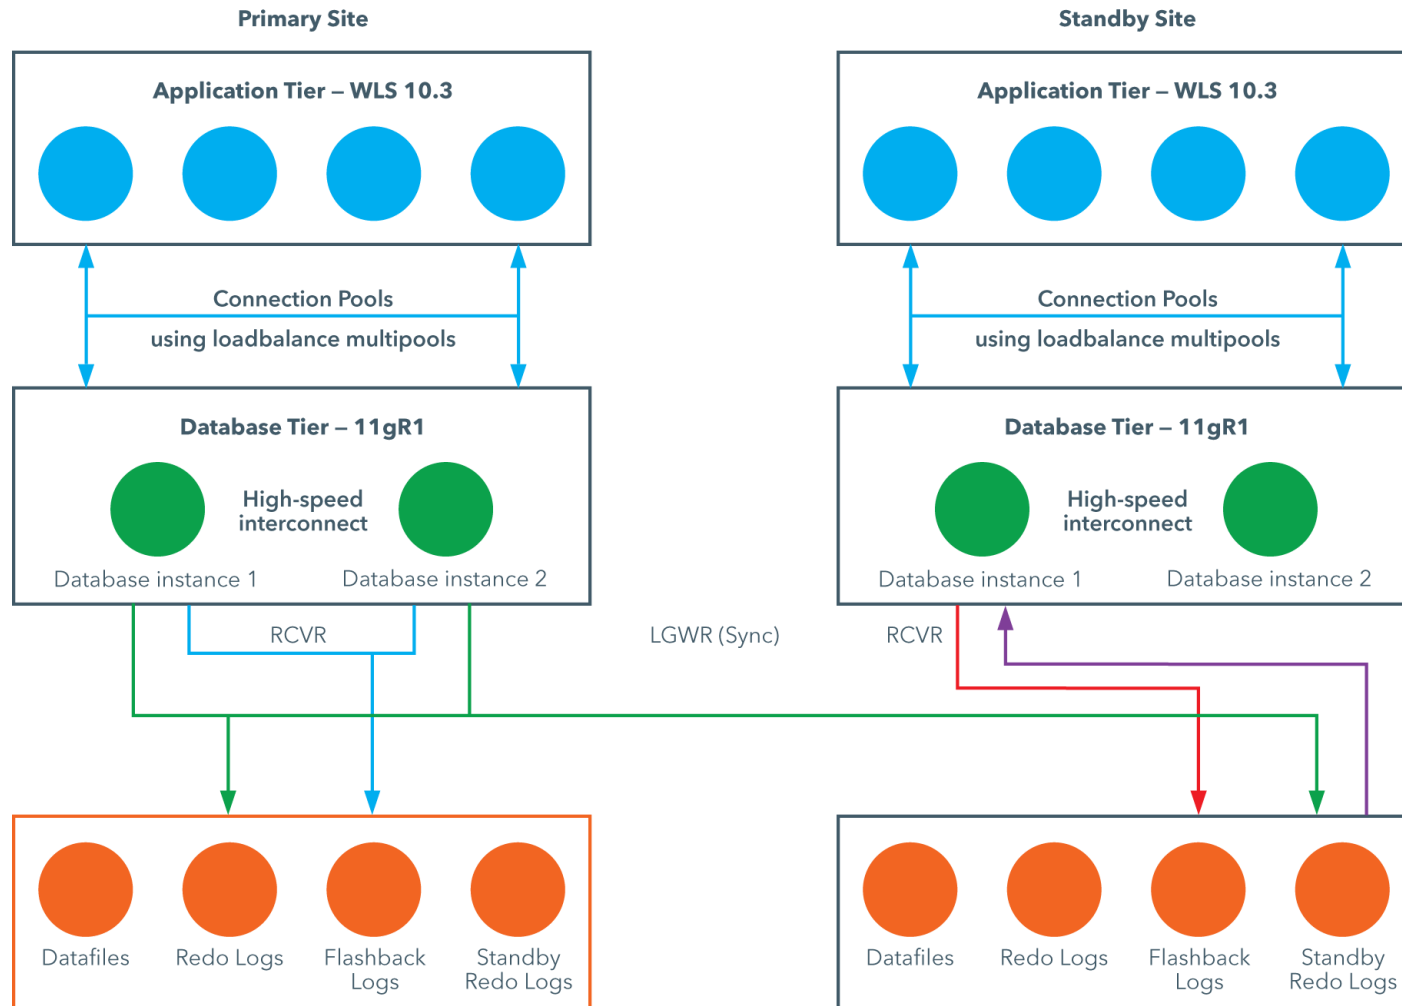 Primary Site
Standby Site
Application Tier – WLS 10.3
Application Tier – WLS 10.3
Connection Pools
using loadbalance multipools
Connection Pools
using loadbalance multipools
Database Tier – 11gR1
High-speed
interconnect
Database instance 1
Database instance 2
Database Tier – 11gR1
High-speed
interconnect
Database instance 1
Database instance 2
RCVR
LGWR (Sync)
RCVR
Datafiles
Redo Logs
Flashback
Logs
Standby
Redo Logs
Datafiles
Redo Logs
Flashback
Logs
Standby
Redo Logs